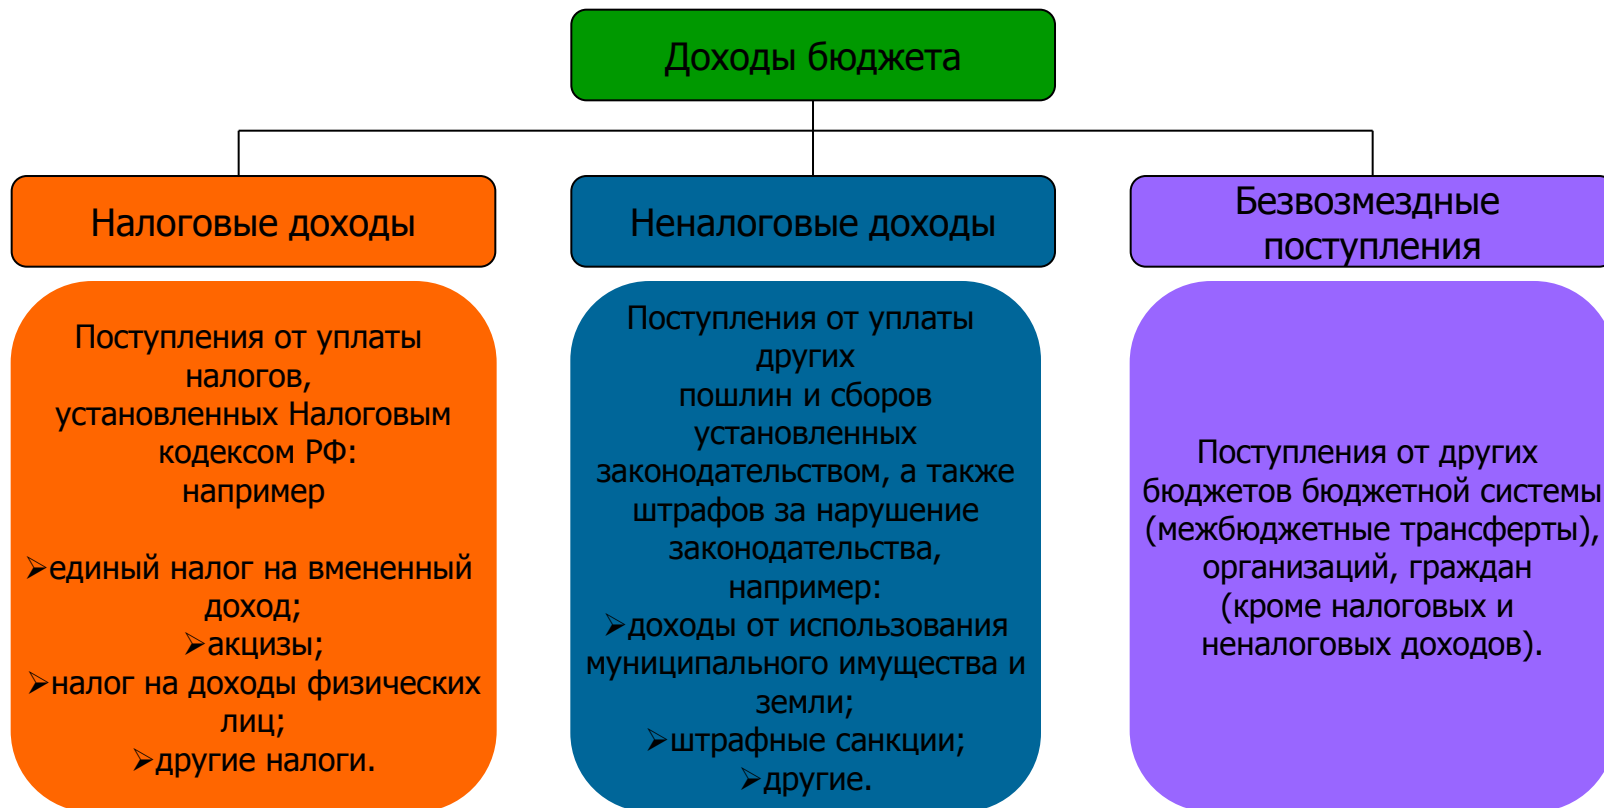 Доходы бюджета
Налоговые доходы
Неналоговые доходы
Безвозмездные
поступления
Поступления от уплаты
налогов,
установленных Налоговым
кодексом РФ:
например
➢единый налог на вмененный
доход;
➢акцизы;
➢налог на доходы физических
лиц;
➢другие налоги.
Поступления от уплаты
других
пошлин и сборов
установленных
законодательством, а также
штрафов за нарушение
законодательства,
например:
➢доходы от использования
муниципального имущества и
земли;
➢штрафные санкции;
➢другие.
Поступления от других
бюджетов бюджетной системы
(межбюджетные трансферты),
организаций, граждан
(кроме налоговых и
неналоговых доходов).